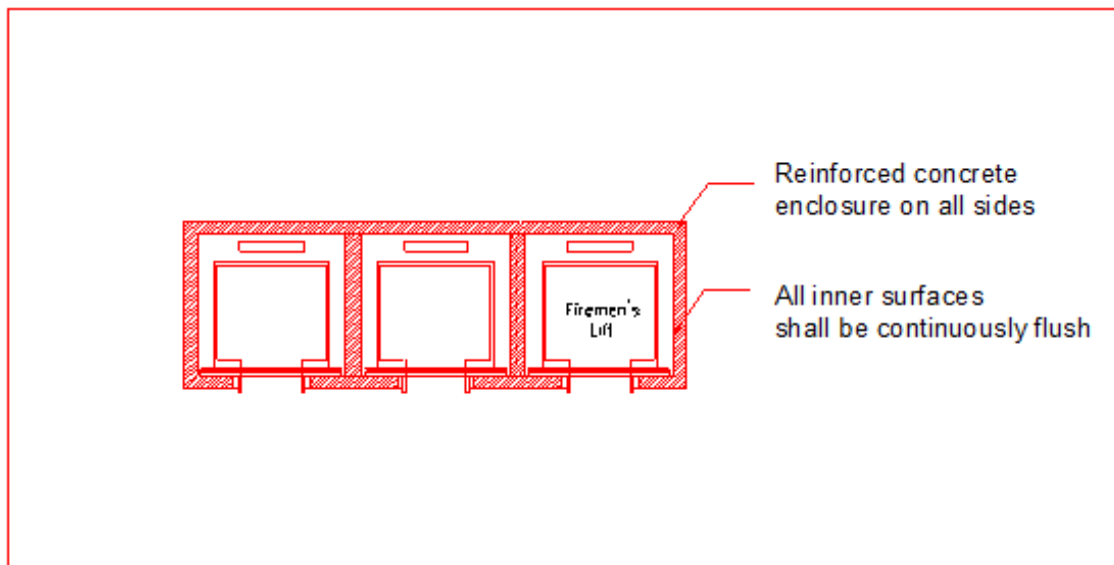 Reinforced concrete
enclosure on all sides
All inner surfaces
shall be continuously flush
Firemen's
Lift